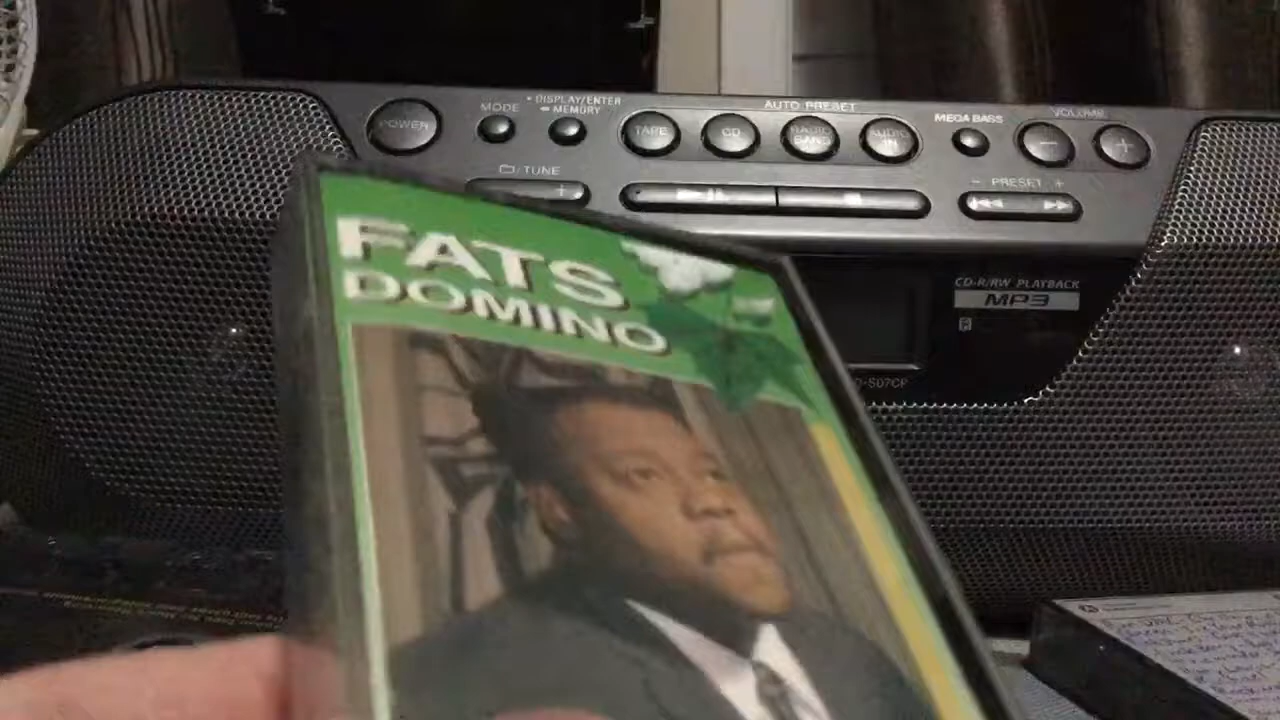 POWER
MODE
• DISPLAY/ENTER
MEMORY
AUTO PRESET
TAPE
CD
RADIO
BAND
AUDIO
IN
MEGA BASS
VOLUME
− +
/TUNE
+
− PRESET +
FATS
DOMINO
CD-R/RW PLAYBACK
MP3
-S07CP